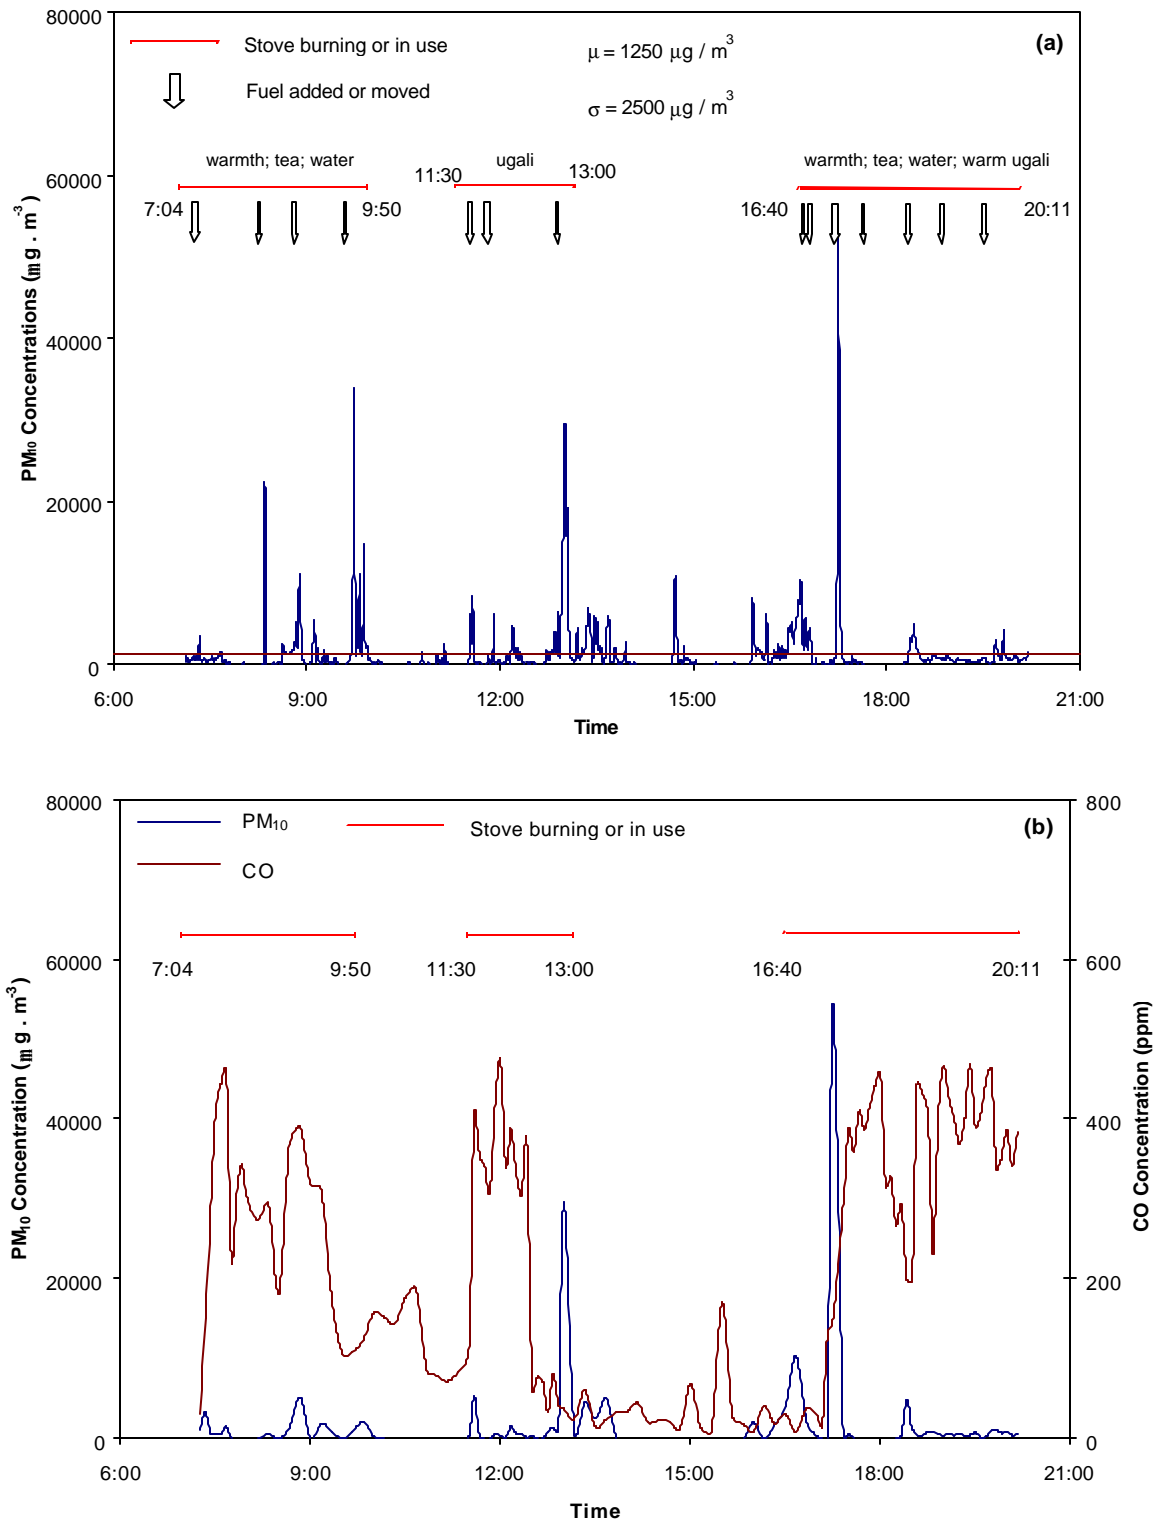 80000
(a)
Stove burning or in use
μ = 1250 μg / m³
Fuel added or moved
σ = 2500 μg / m³
warmth; tea; water
ugali
warmth; tea; water; warm ugali
11:30
13:00
60000
7:04
9:50
16:40
20:11
PM₁₀ Concentrations (mg . m⁻³)
40000
20000
0
6:00
9:00
12:00
15:00
18:00
21:00
Time
80000
800
PM₁₀
Stove burning or in use
(b)
CO
7:04
9:50
11:30
13:00
16:40
20:11
60000
600
PM₁₀ Concentration (mg . m⁻³)
CO Concentration (ppm)
40000
400
20000
200
0
0
6:00
9:00
12:00
15:00
18:00
21:00
Time